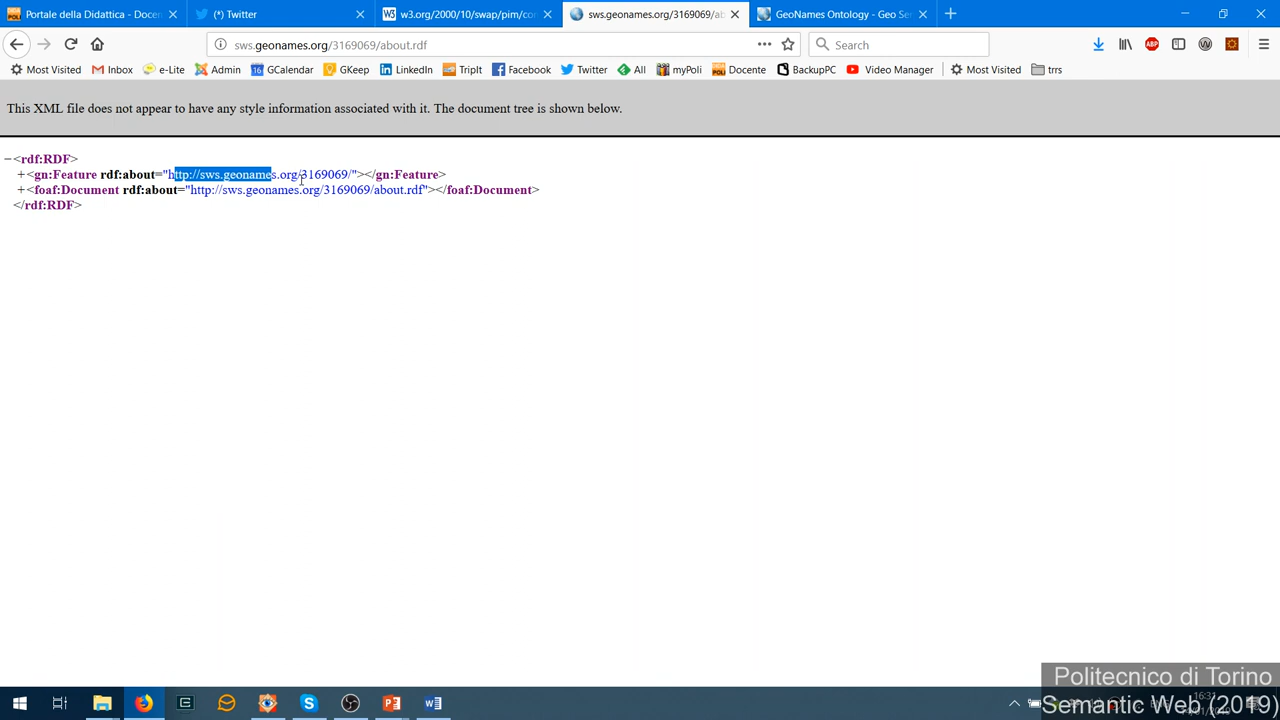 Portale della Didattica - Docen
(*) Twitter
w3.org/2000/10/swap/pim/cor
sws.geonames.org/3169069/ab
GeoNames Ontology - Geo Se
sws.geonames.org/3169069/about.rdf
Search
Most Visited
Inbox
e-Lite
Admin
GCalendar
GKeep
LinkedIn
TripIt
Facebook
Twitter
All
myPoli
Docente
BackupPC
Video Manager
Most Visited
trrs
This XML file does not appear to have any style information associated with it. The document tree is shown below.
−<rdf:RDF>
+<gn:Feature rdf:about="http://sws.geonames.org/3169069/"></gn:Feature>
+<foaf:Document rdf:about="http://sws.geonames.org/3169069/about.rdf"></foaf:Document>
</rdf:RDF>
Politecnico di Torino
Semantic Web (2019)